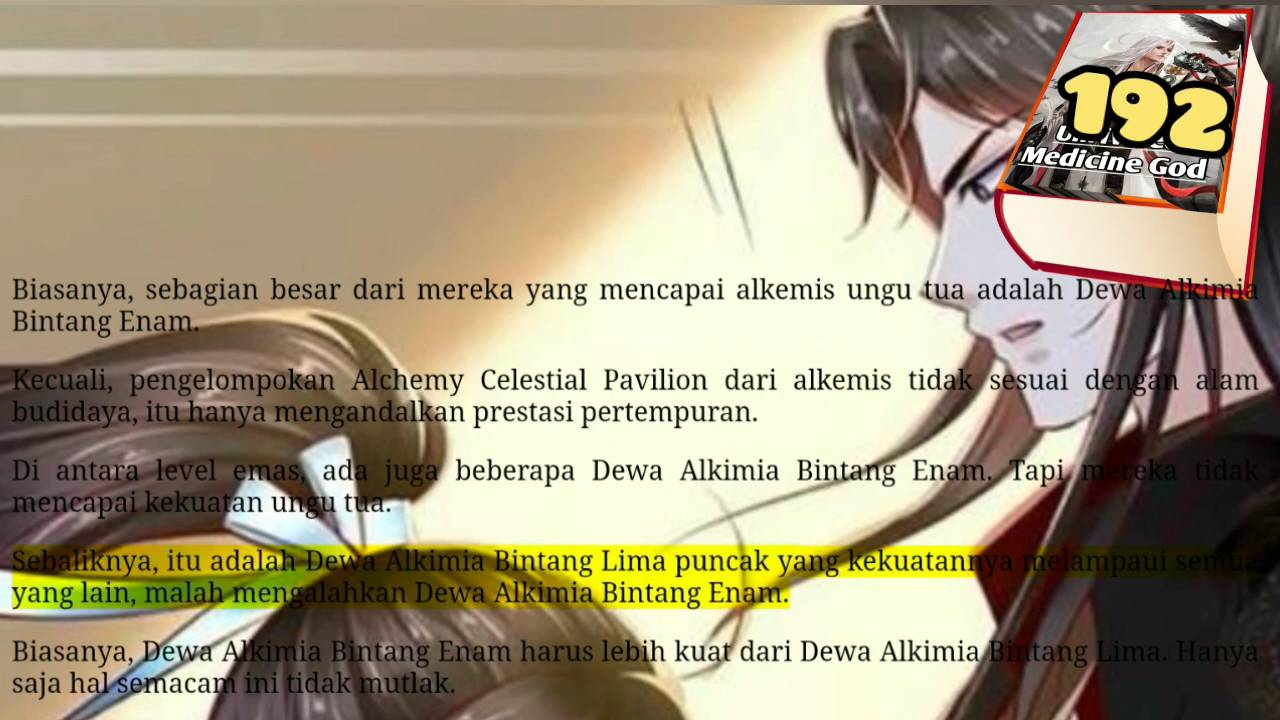 192
Medicine God
Biasanya, sebagian besar dari mereka yang mencapai alkemis ungu tua adalah Dewa Alkimia
Bintang Enam.
Kecuali, pengelompokan Alchemy Celestial Pavilion dari alkemis tidak sesuai dengan alam
budidaya, itu hanya mengandalkan prestasi pertempuran.
Di antara level emas, ada juga beberapa Dewa Alkimia Bintang Enam. Tapi mereka tidak
mencapai kekuatan ungu tua.
Sebaliknya, itu adalah Dewa Alkimia Bintang Lima puncak yang kekuatannya melampaui semua
yang lain, malah mengalahkan Dewa Alkimia Bintang Enam.
Biasanya, Dewa Alkimia Bintang Enam harus lebih kuat dari Dewa Alkimia Bintang Lima. Hanya
saja hal semacam ini tidak mutlak.